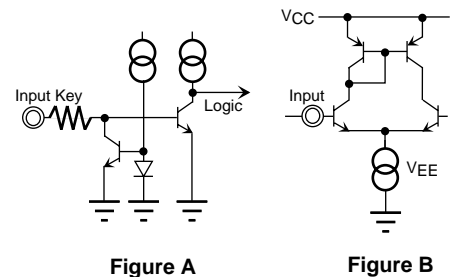 Input Key
Logic
Figure A
VCC
Input
VEE
Figure B